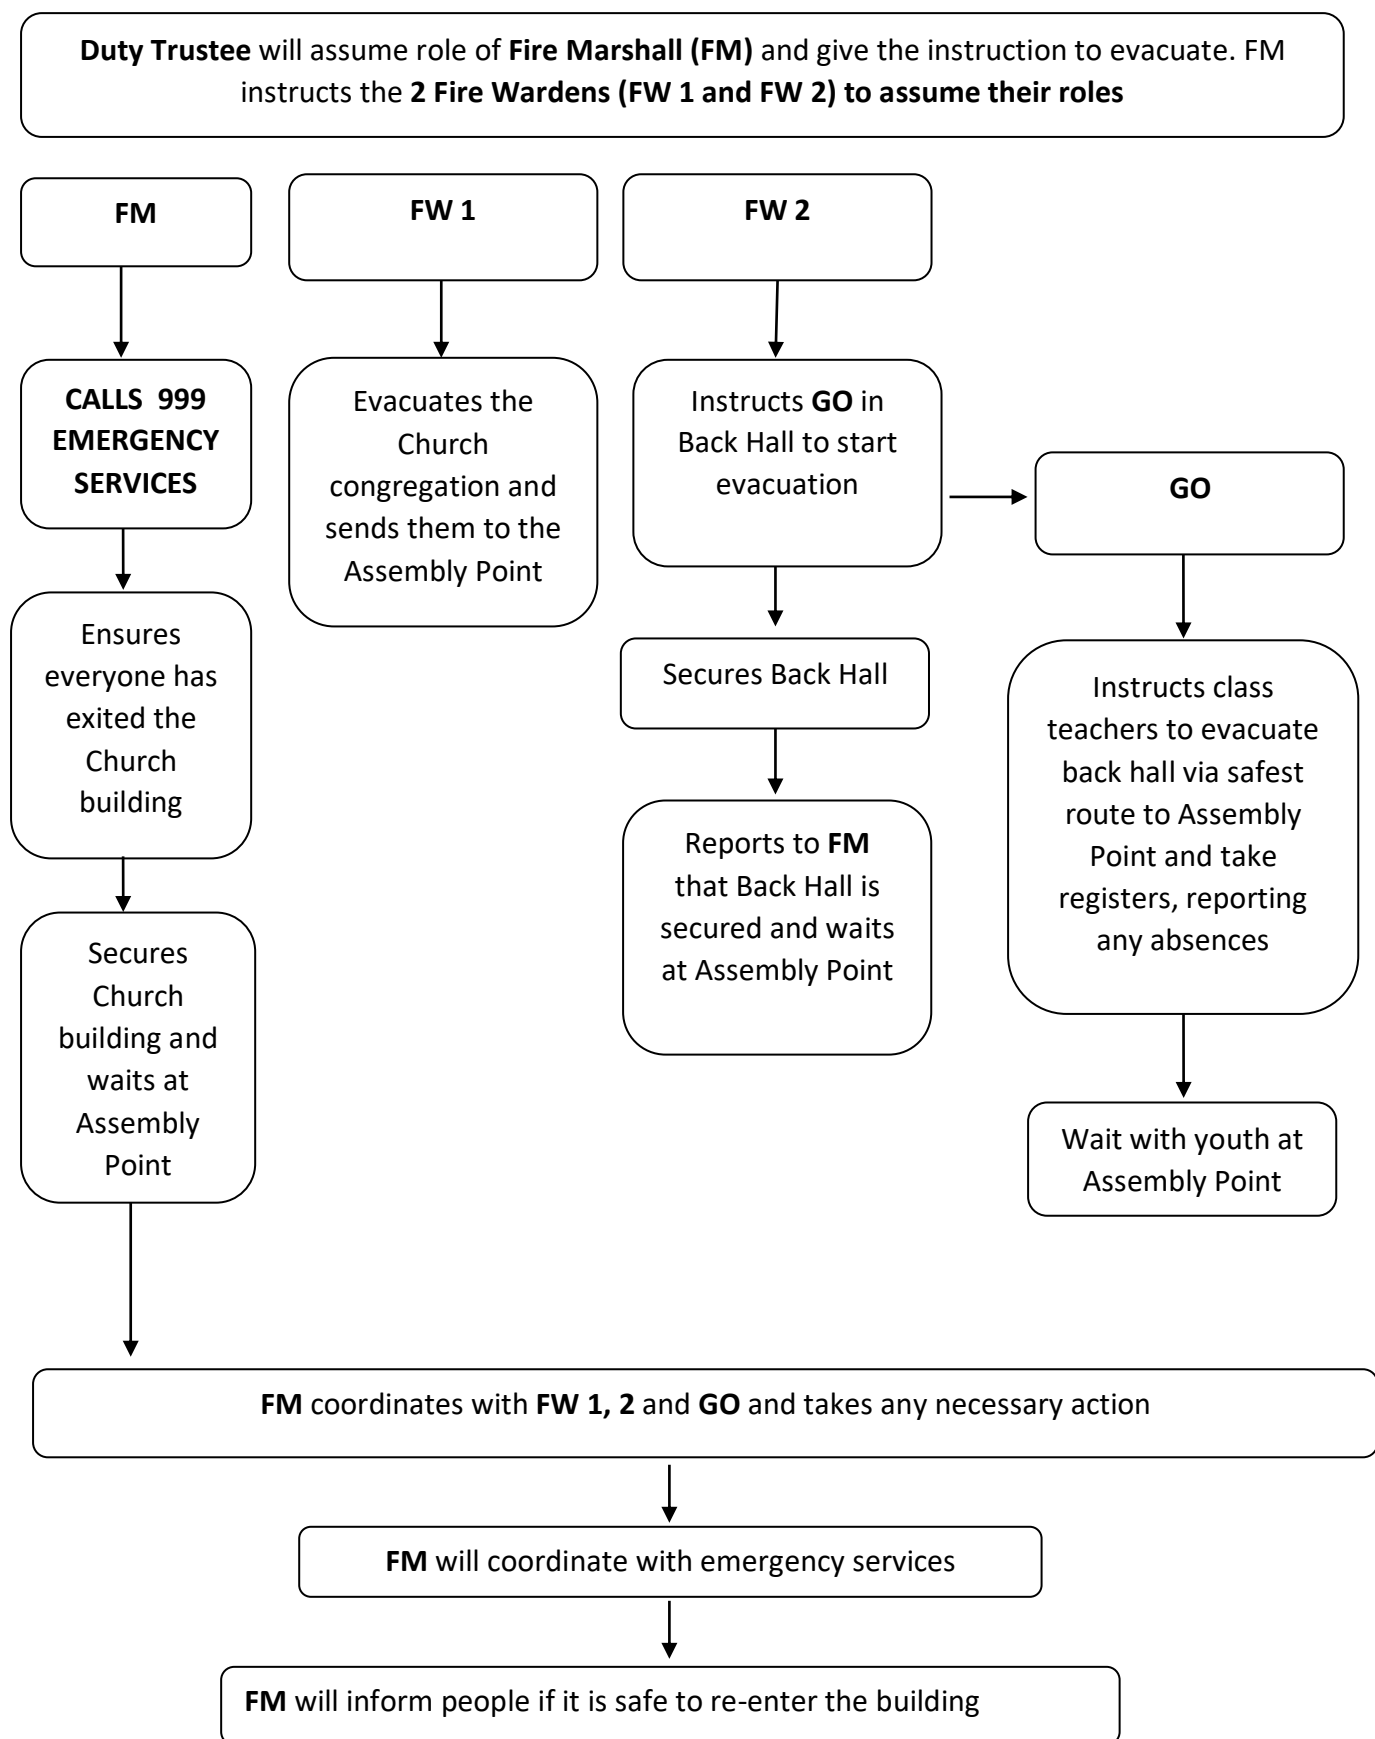 Duty Trustee will assume role of Fire Marshall (FM) and give the instruction to evacuate. FM
instructs the 2 Fire Wardens (FW 1 and FW 2) to assume their roles
FM
CALLS 999
EMERGENCY
SERVICES
Ensures
everyone has
exited the
Church
building
Secures
Church
building and
waits at
Assembly
Point
FW 1
Evacuates the
Church
congregation and
sends them to the
Assembly Point
FW 2
Instructs GO in
Back Hall to start
evacuation
Secures Back Hall
Reports to FM
that Back Hall is
secured and waits
at Assembly Point
GO
Instructs class
teachers to evacuate
back hall via safest
route to Assembly
Point and take
registers, reporting
any absences
Wait with youth at
Assembly Point
FM coordinates with FW 1, 2 and GO and takes any necessary action
FM will coordinate with emergency services
FM will inform people if it is safe to re-enter the building